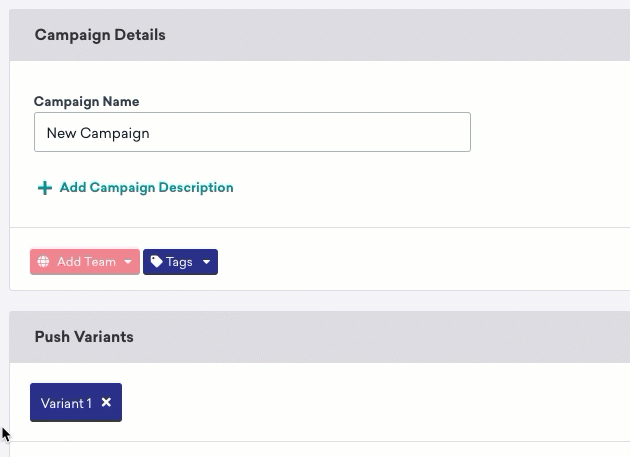 Campaign Details
Campaign Name
New Campaign
Add Campaign Description
Add Team Tags
Push Variants
Variant 1